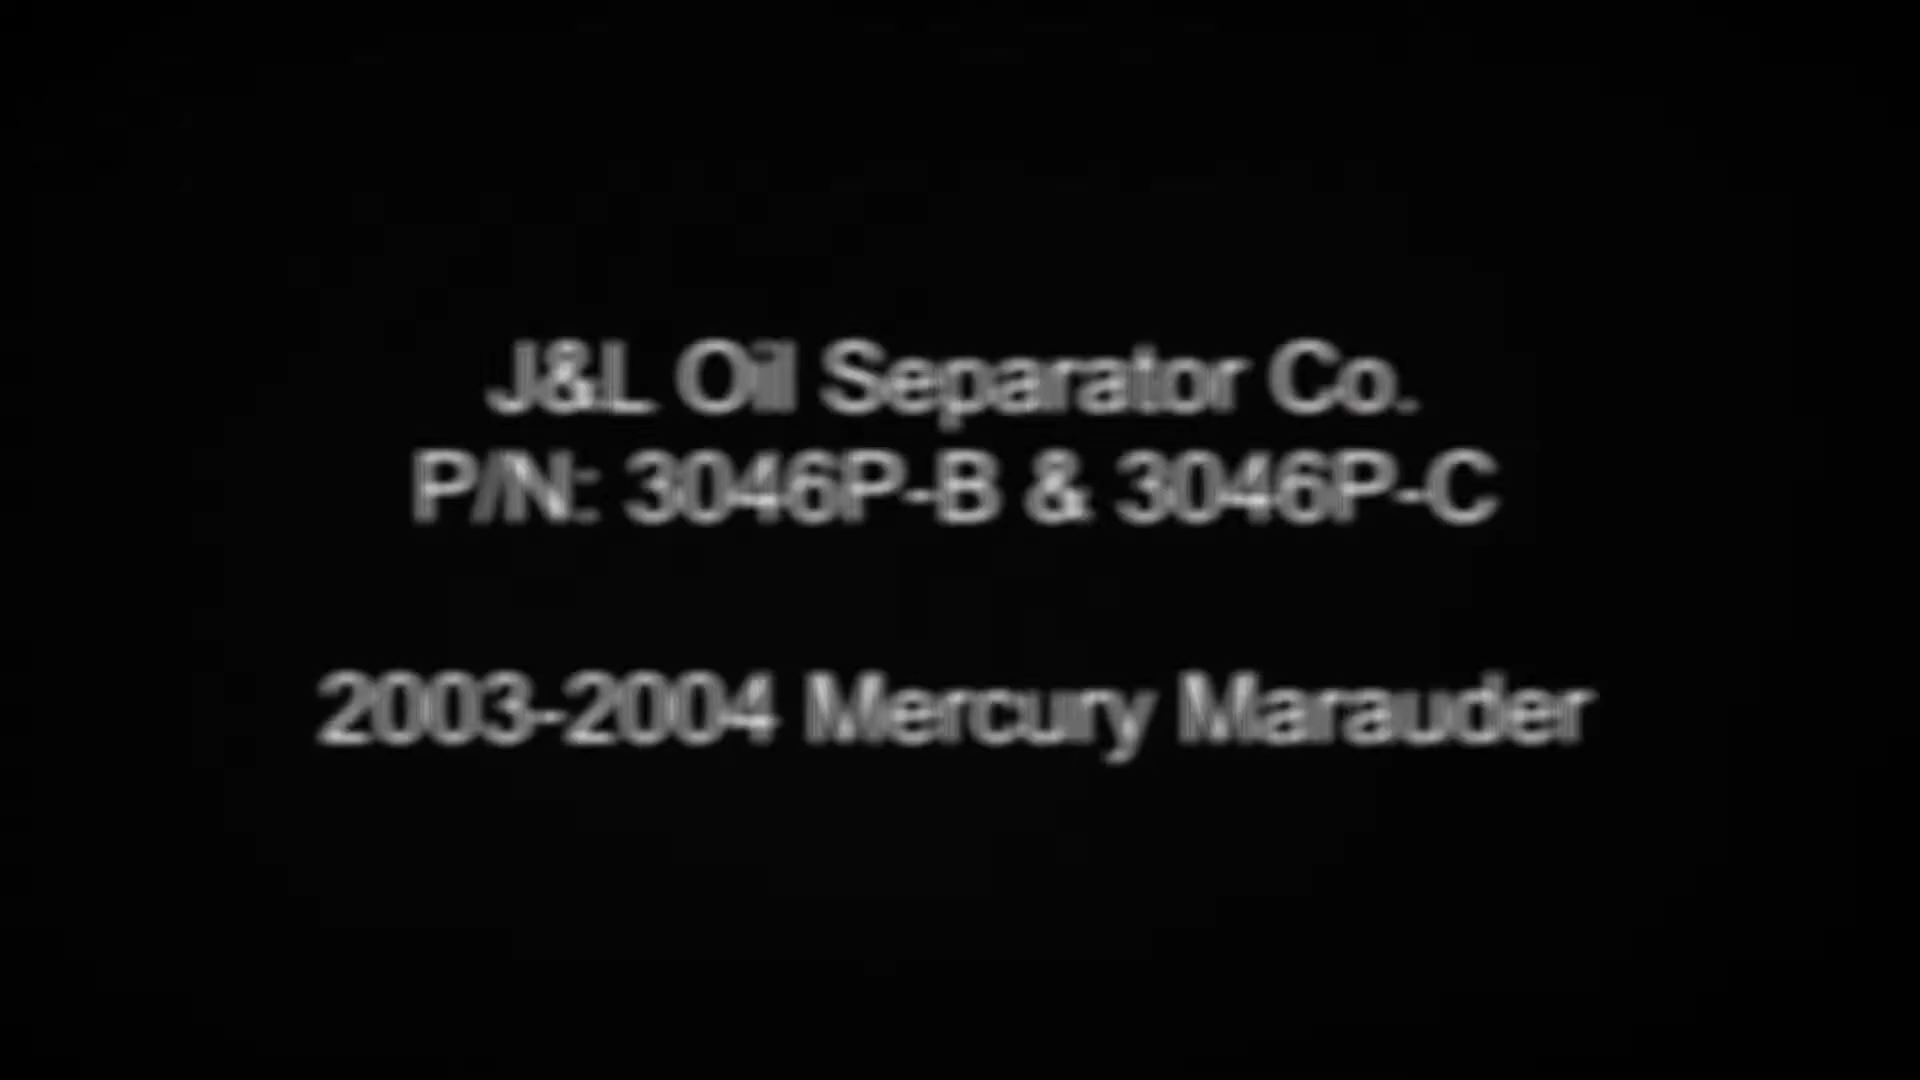 J&L Oil Separator Co.
P/N: 3046P-B & 3046P-C
2003-2004 Mercury Marauder